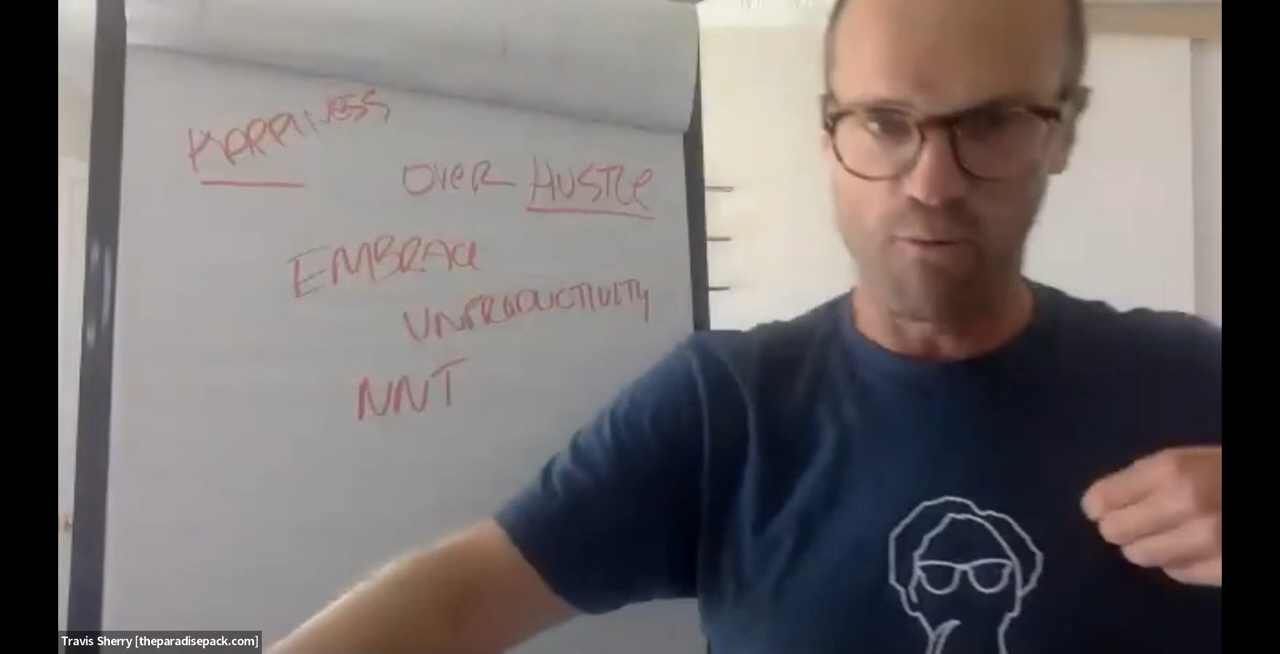 HAPPINESS
OVER HUSTLE
EMBRACE
UNPRODUCTIVITY
NNT
Travis Sherry [theparadisepack.com]